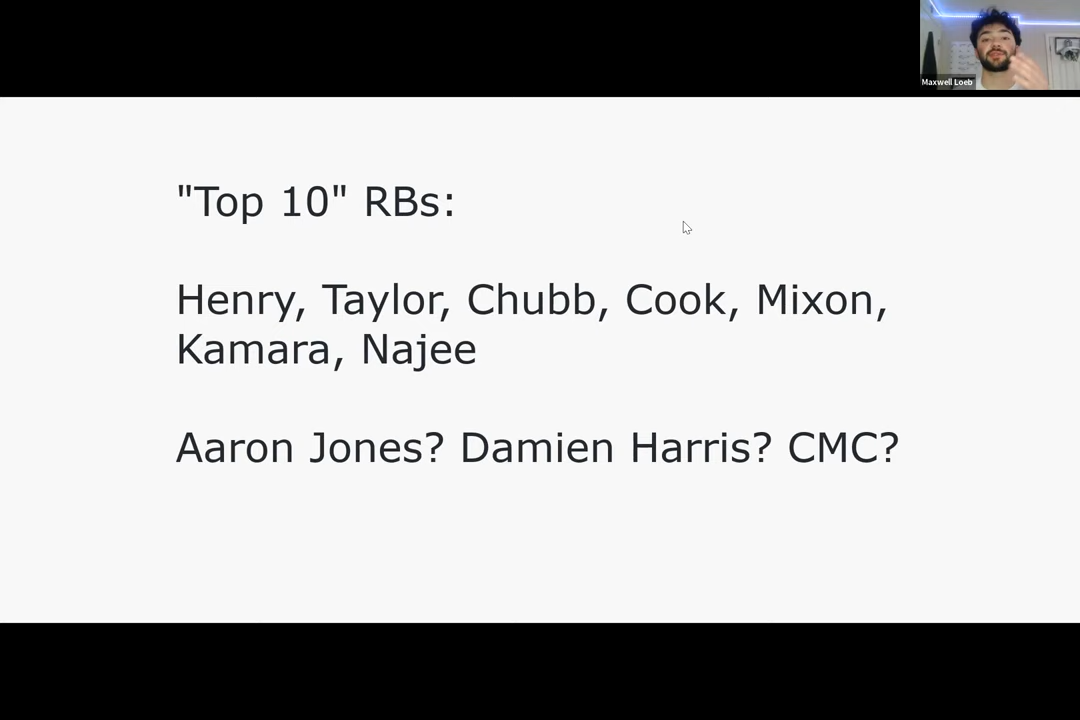 Maxwell Loeb
"Top 10" RBs:
Henry, Taylor, Chubb, Cook, Mixon,
Kamara, Najee
Aaron Jones? Damien Harris? CMC?